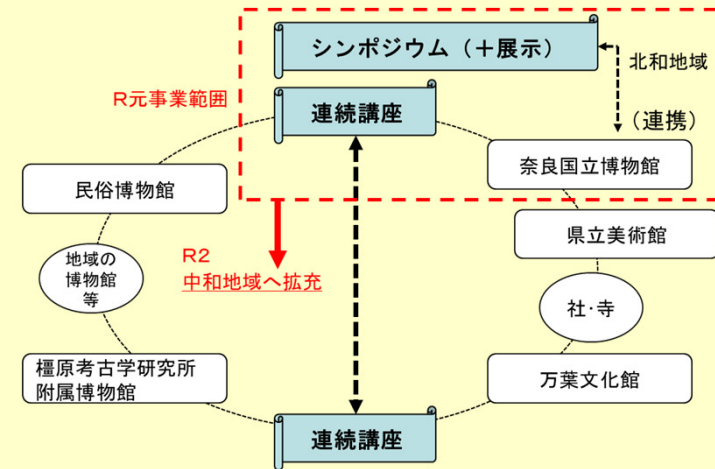 シンポジウム（＋展示）
北和地域
R元事業範囲
連続講座
（連携）
奈良国立博物館
民俗博物館
県立美術館
R2
中和地域へ拡充
地域の
博物館
等
社・寺
橿原考古学研究所
附属博物館
万葉文化館
連続講座